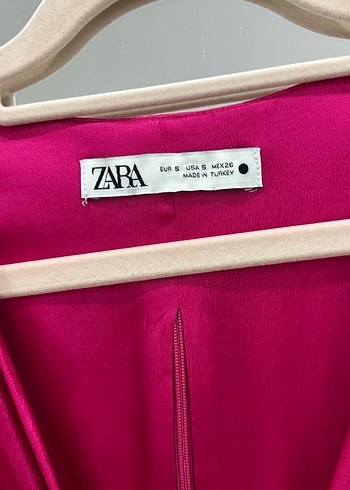 ZARA
EUR S USA S MEX 26
MADE IN TURKEY